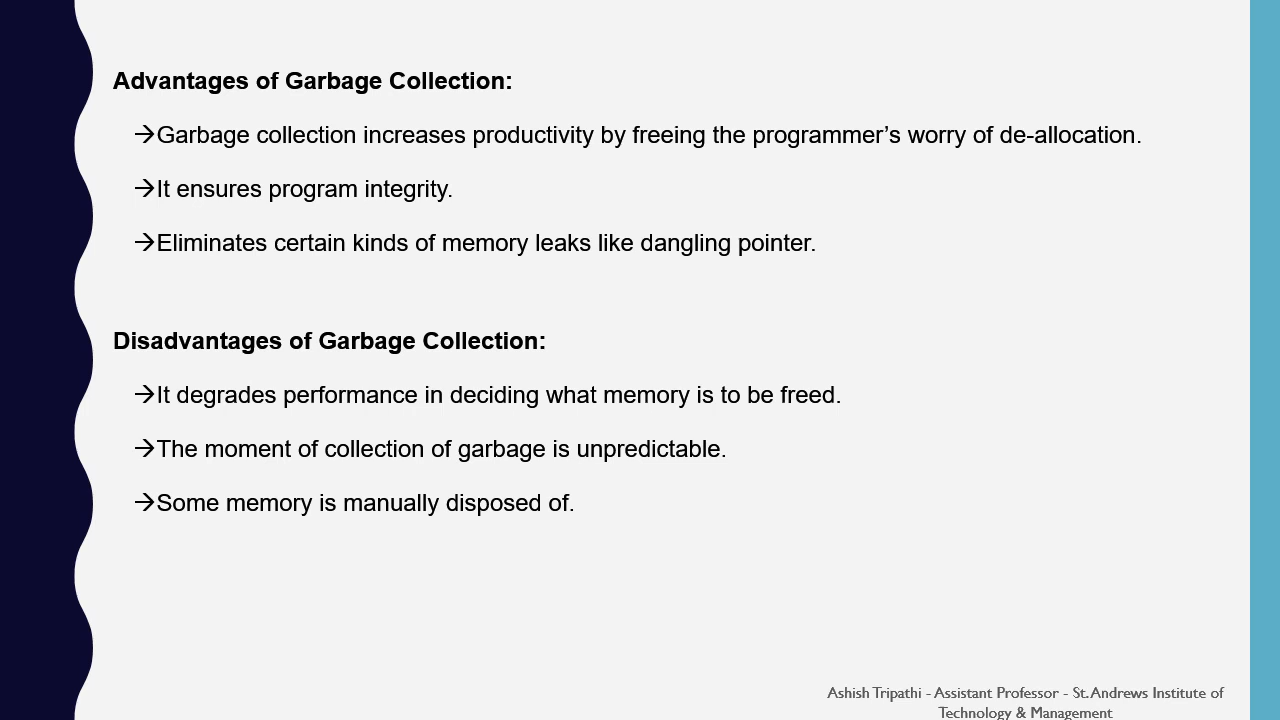 Advantages of Garbage Collection:
→Garbage collection increases productivity by freeing the programmer’s worry of de-allocation.
→It ensures program integrity.
→Eliminates certain kinds of memory leaks like dangling pointer.
Disadvantages of Garbage Collection:
→It degrades performance in deciding what memory is to be freed.
→The moment of collection of garbage is unpredictable.
→Some memory is manually disposed of.
Ashish Tripathi - Assistant Professor - St. Andrews Institute of
Technology & Management